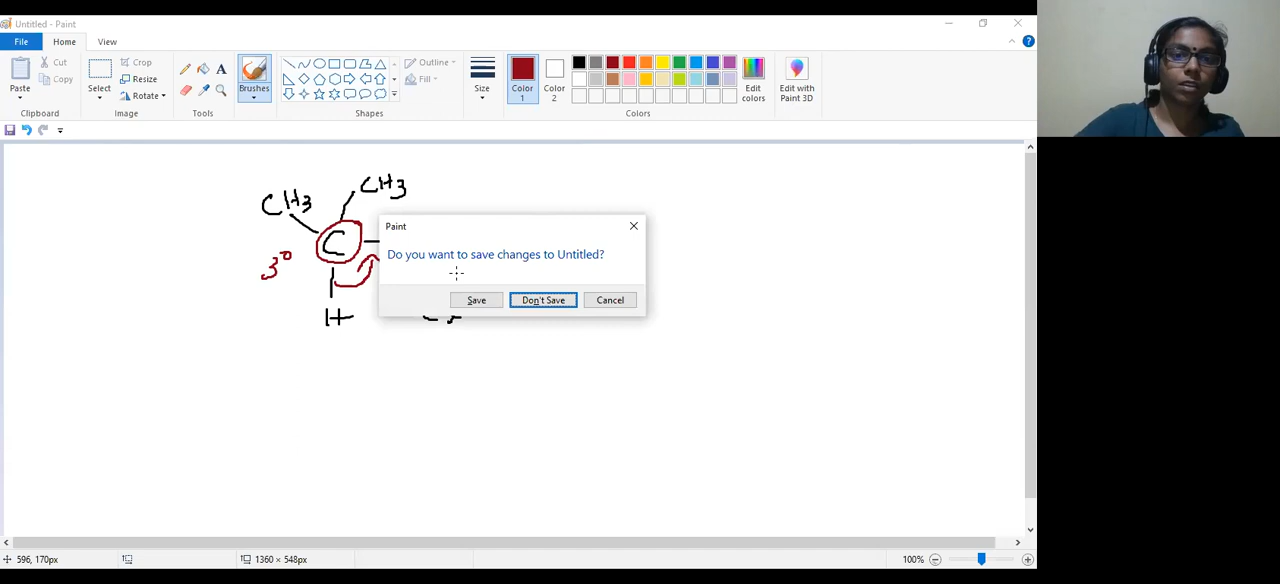 Untitled - Paint
File Home View
Paste
Cut
Copy
Clipboard
Select
Crop
Resize
Rotate
Image
A
Tools
Brushes
Shapes
Outline
Fill
Size
Color 1
Color 2
Colors
Edit colors
Edit with Paint 3D
CH3
CH3
C
3°
H
Paint
Do you want to save changes to Untitled?
Save Don't Save Cancel
596, 170px
1360 × 548px
100%